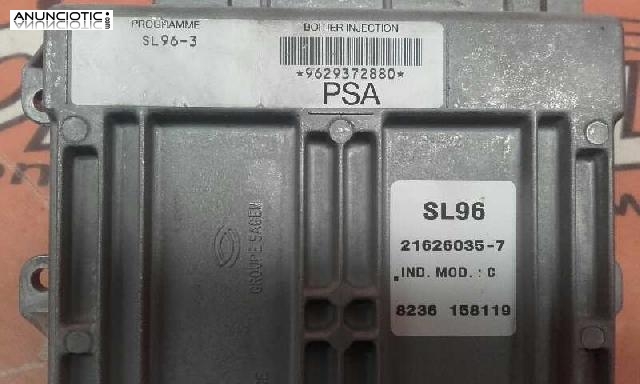 ANUNCIOTIC
PROGRAMME
SL96-3
BOITIER INJECTION
*9629372880*
PSA
GROUPE SAGEM
SL96
21626035-7
.IND. MOD. : C
8236 158119